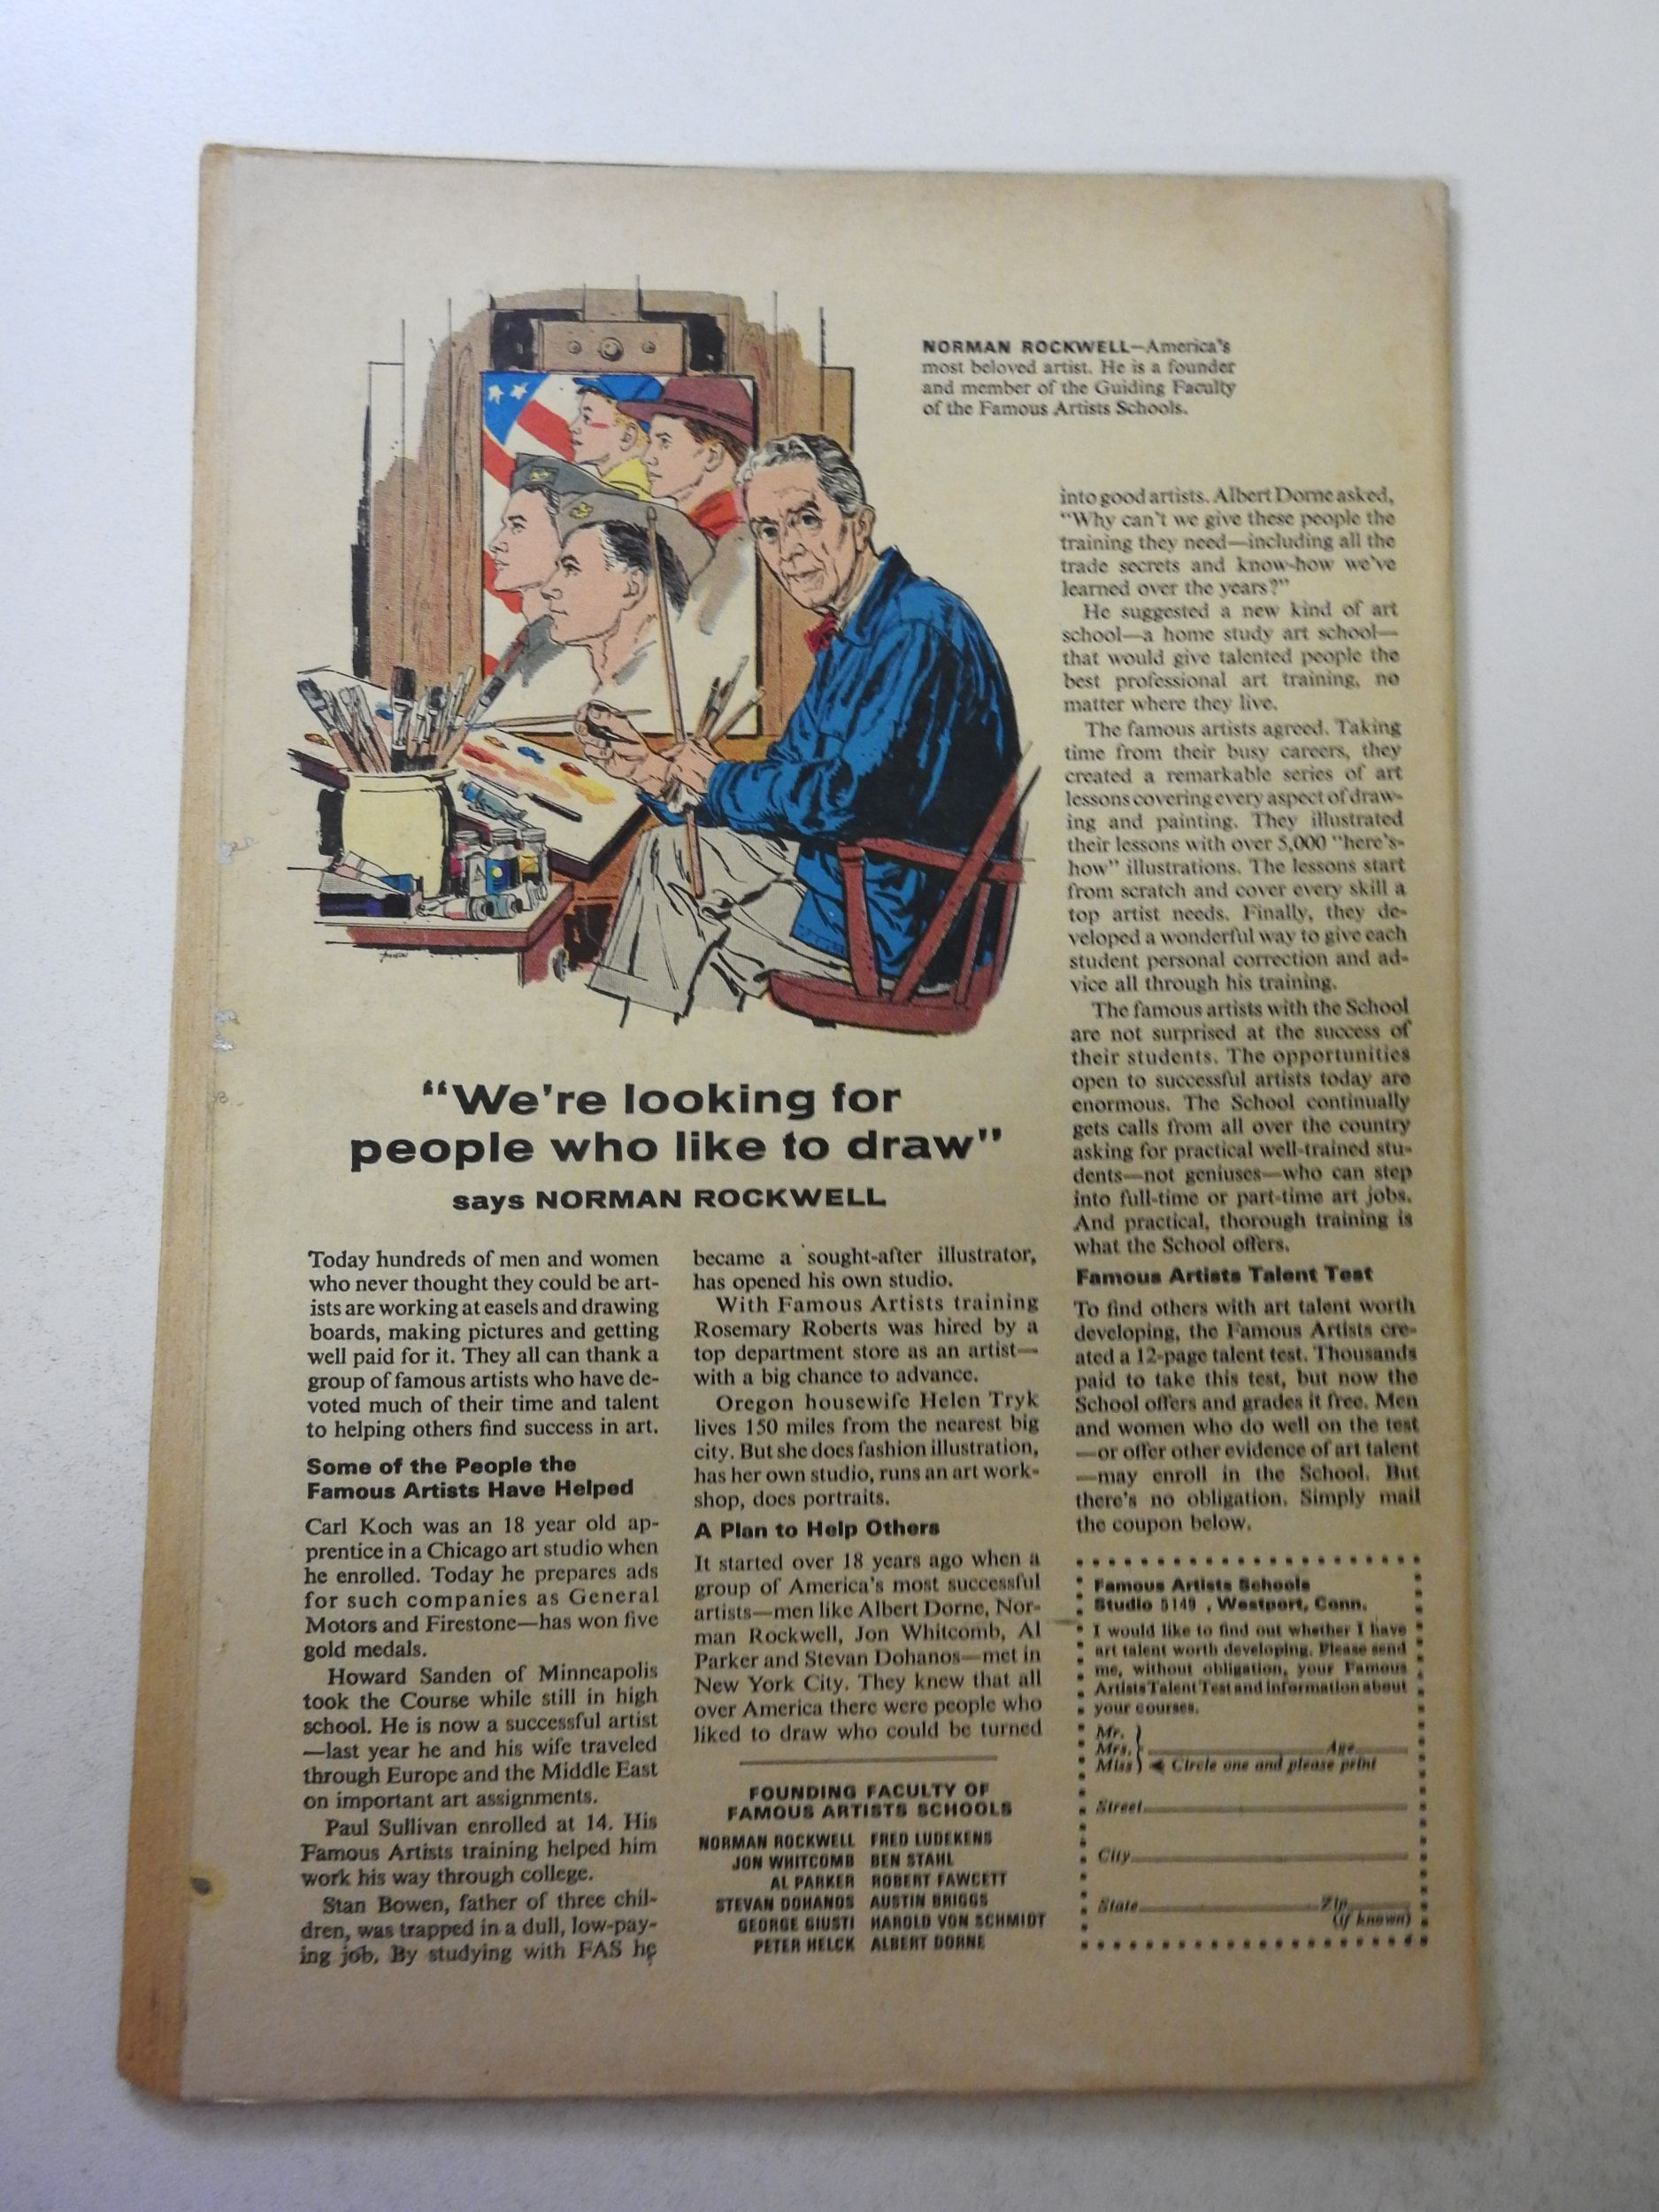 NORMAN ROCKWELL—America's
most beloved artist. He is a founder
and member of the Guiding Faculty
of the Famous Artists Schools.
"We're looking for
people who like to draw"
says NORMAN ROCKWELL
Today hundreds of men and women
who never thought they could be art-
ists are working at easels and drawing
boards, making pictures and getting
well paid for it. They all can thank a
group of famous artists who have de-
voted much of their time and talent
to helping others find success in art.
Some of the People the
Famous Artists Have Helped
Carl Koch was an 18 year old ap-
prentice in a Chicago art studio when
he enrolled. Today he prepares ads
for such companies as General
Motors and Firestone—has won five
gold medals.
Howard Sanden of Minneapolis
took the Course while still in high
school. He is now a successful artist
—last year he and his wife traveled
through Europe and the Middle East
on important art assignments.
Paul Sullivan enrolled at 14. His
Famous Artists training helped him
work his way through college.
Stan Bowen, father of three chil-
dren, was trapped in a dull, low-pay-
ing job. By studying with FAS he
became a sought-after illustrator,
has opened his own studio.
With Famous Artists training
Rosemary Roberts was hired by a
top department store as an artist—
with a big chance to advance.
Oregon housewife Helen Tryk
lives 150 miles from the nearest big
city. But she does fashion illustration,
has her own studio, runs an art work-
shop, does portraits.
A Plan to Help Others
It started over 18 years ago when a
group of America's most successful
artists—men like Albert Dorne, Nor-
man Rockwell, Jon Whitcomb, Al
Parker and Stevan Dohanos—met in
New York City. They knew that all
over America there were people who
liked to draw who could be turned
FOUNDING FACULTY OF
FAMOUS ARTISTS SCHOOLS
NORMAN ROCKWELL FRED LUDEKENS
JON WHITCOMB BEN STAHL
AL PARKER ROBERT FAWCETT
STEVAN DOHANOS AUSTIN BRIGGS
GEORGE GIUSTI HAROLD VON SCHMIDT
PETER HELCK ALBERT DORNE
into good artists. Albert Dorne asked,
"Why can't we give these people the
training they need—including all the
trade secrets and know-how we've
learned over the years?"
He suggested a new kind of art
school—a home study art school—
that would give talented people the
best professional art training, no
matter where they live.
The famous artists agreed. Taking
time from their busy careers, they
created a remarkable series of art
lessons covering every aspect of draw-
ing and painting. They illustrated
their lessons with over 5,000 "here's-
how" illustrations. The lessons start
from scratch and cover every skill a
top artist needs. Finally, they de-
veloped a wonderful way to give each
student personal correction and ad-
vice all through his training.
The famous artists with the School
are not surprised at the success of
their students. The opportunities
open to successful artists today are
enormous. The School continually
gets calls from all over the country
asking for practical well-trained stu-
dents—not geniuses—who can step
into full-time or part-time art jobs.
And practical, thorough training is
what the School offers.
Famous Artists Talent Test
To find others with art talent worth
developing, the Famous Artists cre-
ated a 12-page talent test. Thousands
paid to take this test, but now the
School offers and grades it free. Men
and women who do well on the test
—or offer other evidence of art talent
—may enroll in the School. But
there's no obligation. Simply mail
the coupon below.
Famous Artists Schools
Studio 5149 , Westport, Conn.
I would like to find out whether I have
art talent worth developing. Please send
me, without obligation, your Famous
Artists Talent Test and information about
your courses.
Mr.
Mrs. Age
Miss Circle one and please print
Street
City
State Zip
(if known)